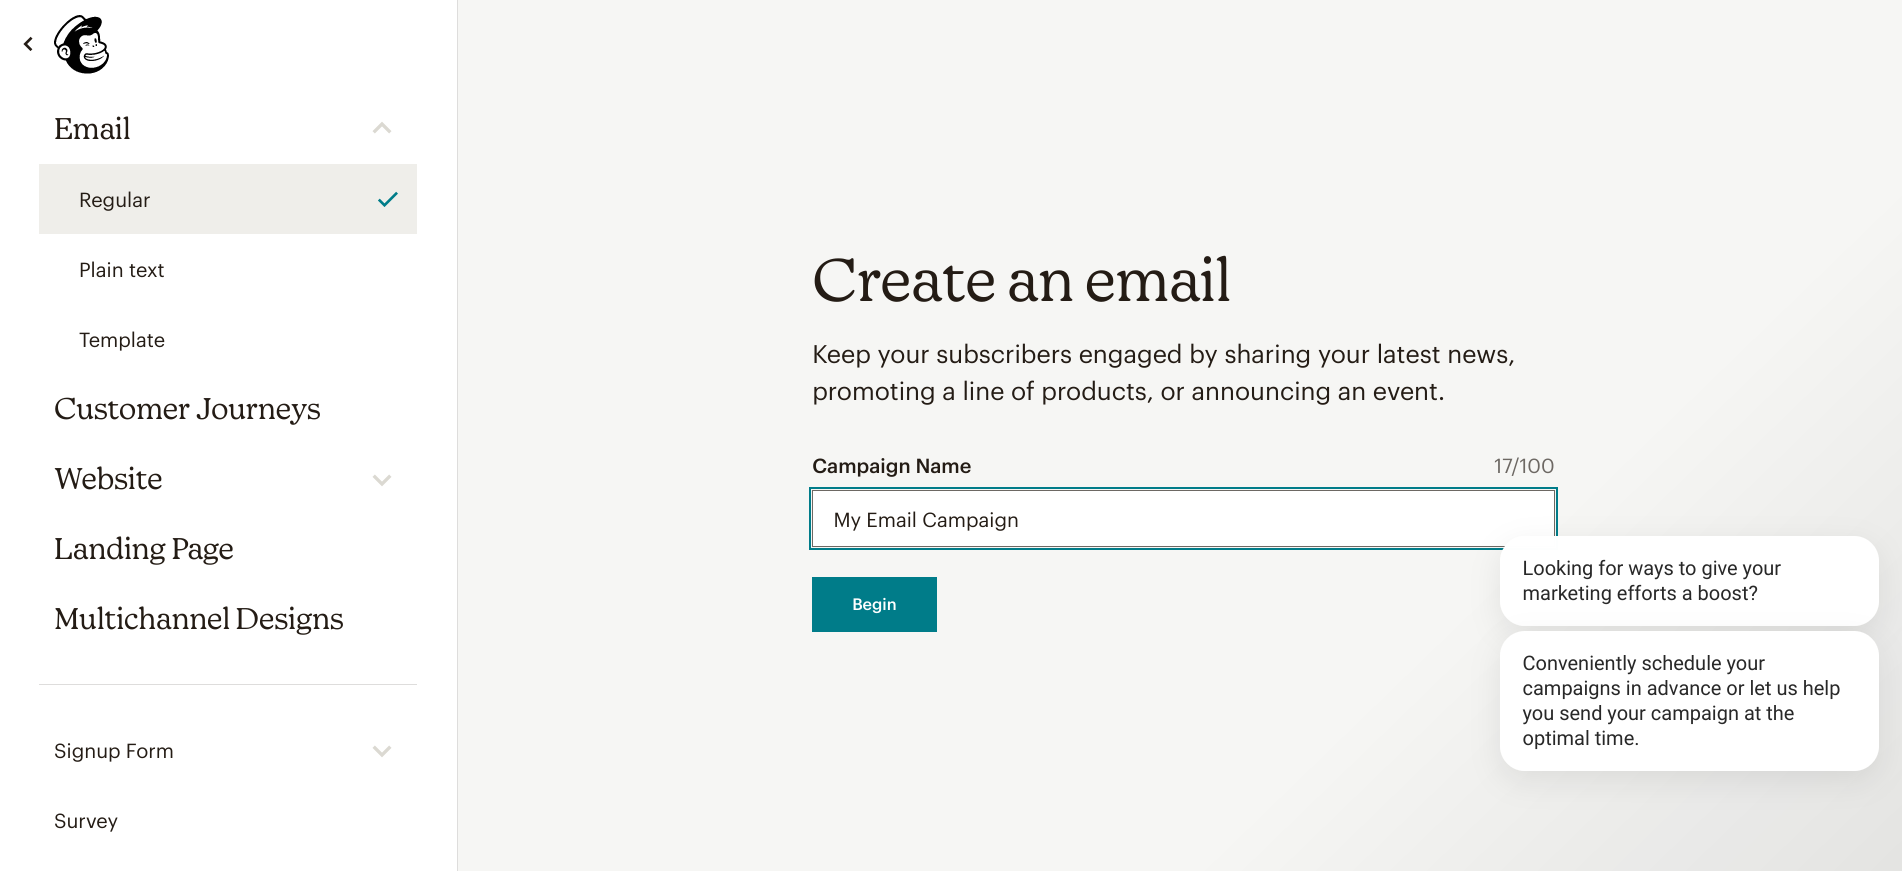 Email
Regular
Plain text
Template
Customer Journeys
Website
Landing Page
Multichannel Designs
Signup Form
Survey
Create an email
Keep your subscribers engaged by sharing your latest news,
promoting a line of products, or announcing an event.
Campaign Name
17/100
My Email Campaign
Begin
Looking for ways to give your
marketing efforts a boost?
Conveniently schedule your
campaigns in advance or let us help
you send your campaign at the
optimal time.